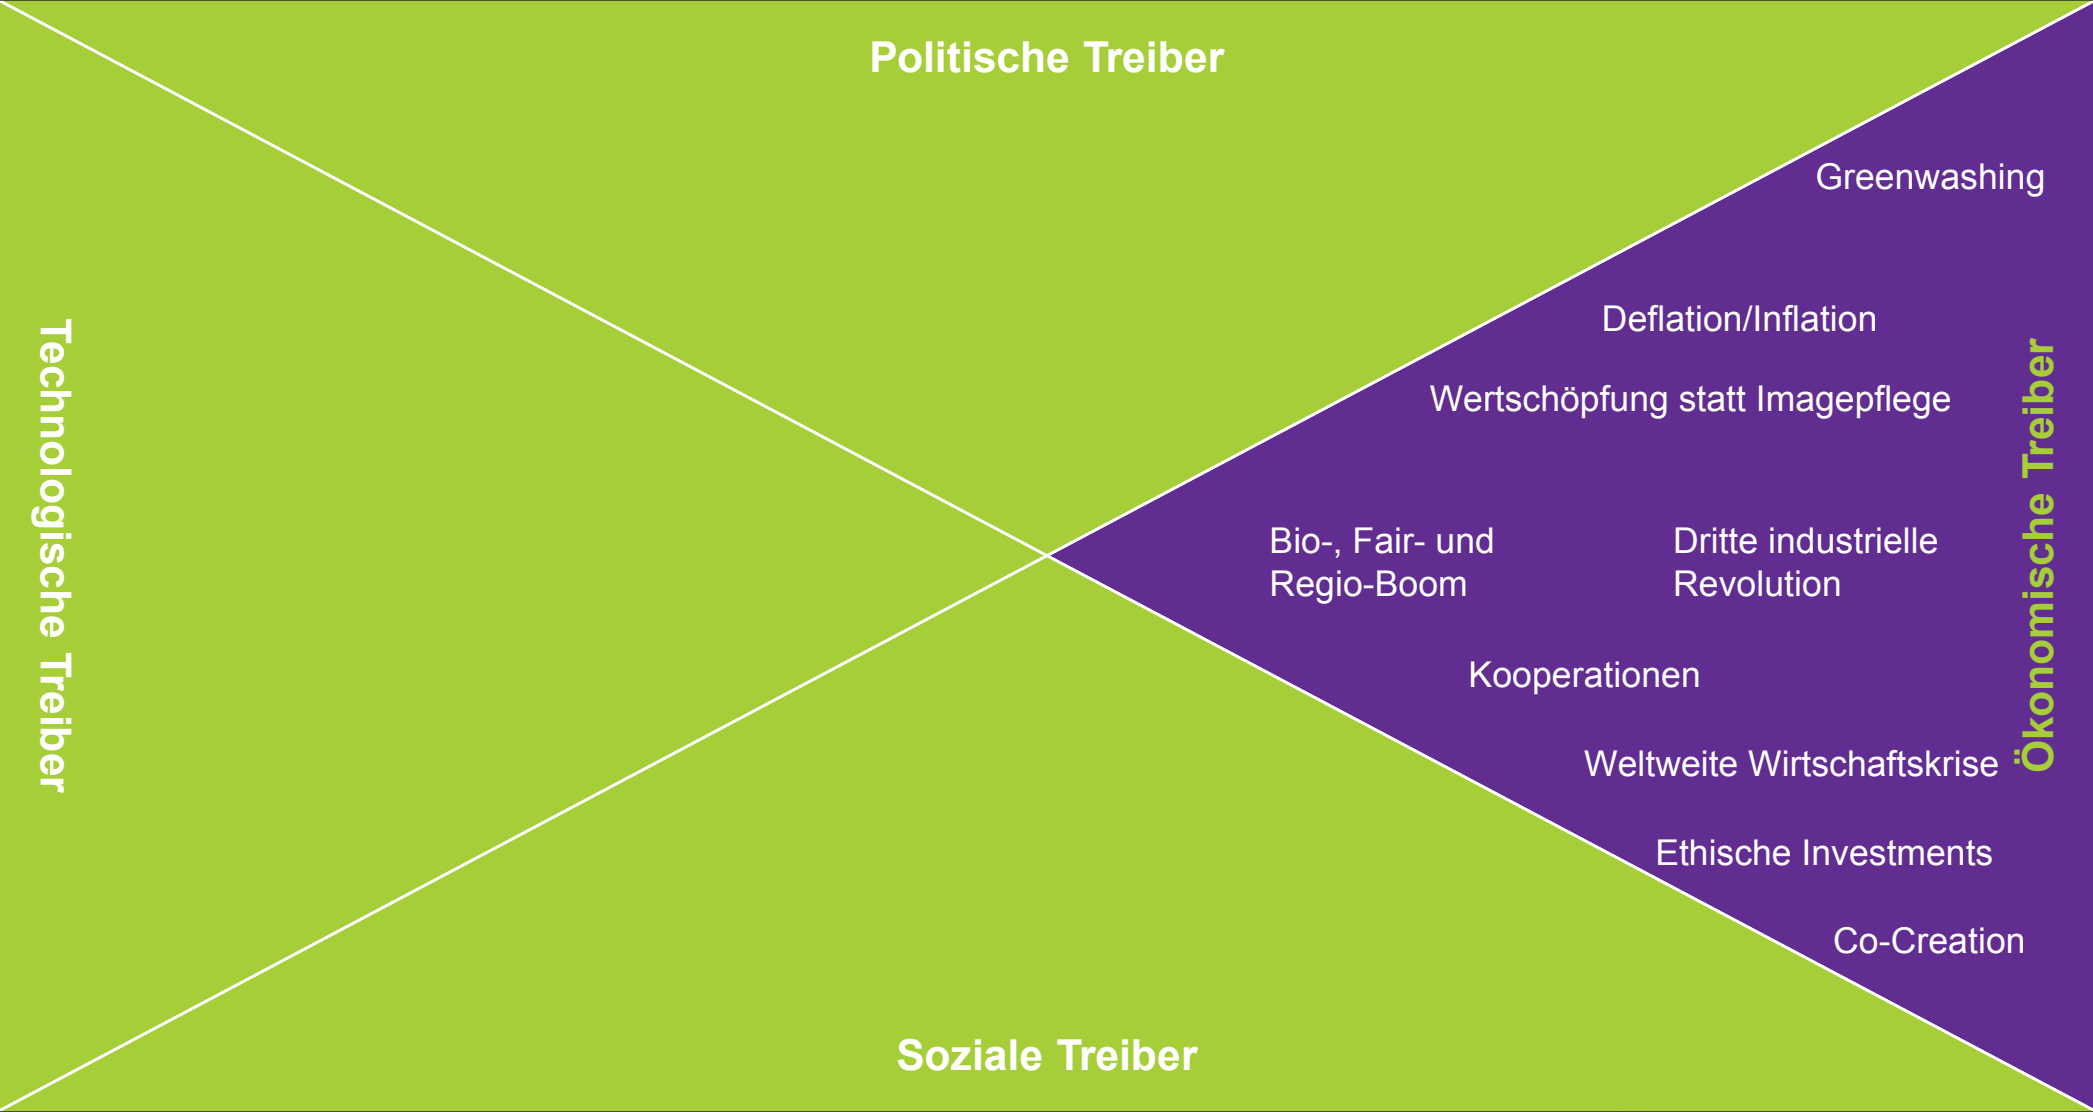 Politische Treiber
Technologische Treiber
Greenwashing
Deflation/Inflation
Wertschöpfung statt Imagepflege
Bio-, Fair- und
Regio-Boom
Dritte industrielle
Revolution
Kooperationen
Weltweite Wirtschaftskrise
Ethische Investments
Co-Creation
Ökonomische Treiber
Soziale Treiber